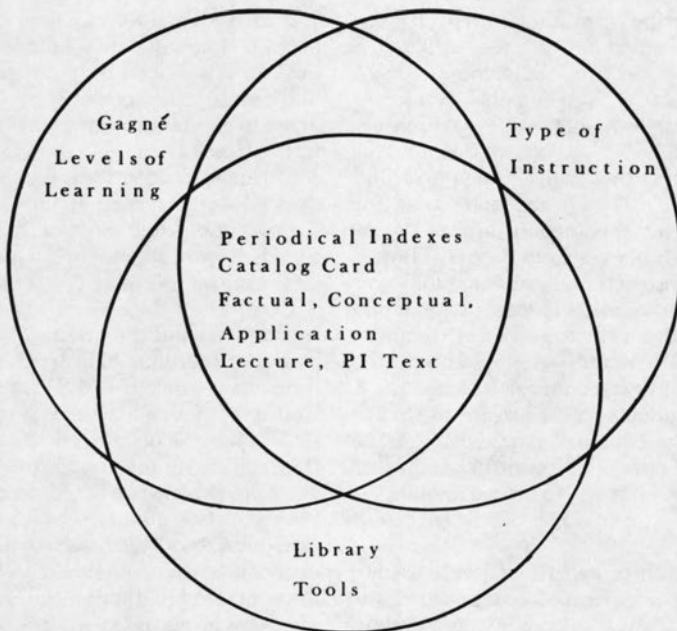 Gagné
Levels of
Learning
Type of
Instruction
Periodical Indexes
Catalog Card
Factual, Conceptual.
Application
Lecture, PI Text
Library
Tools